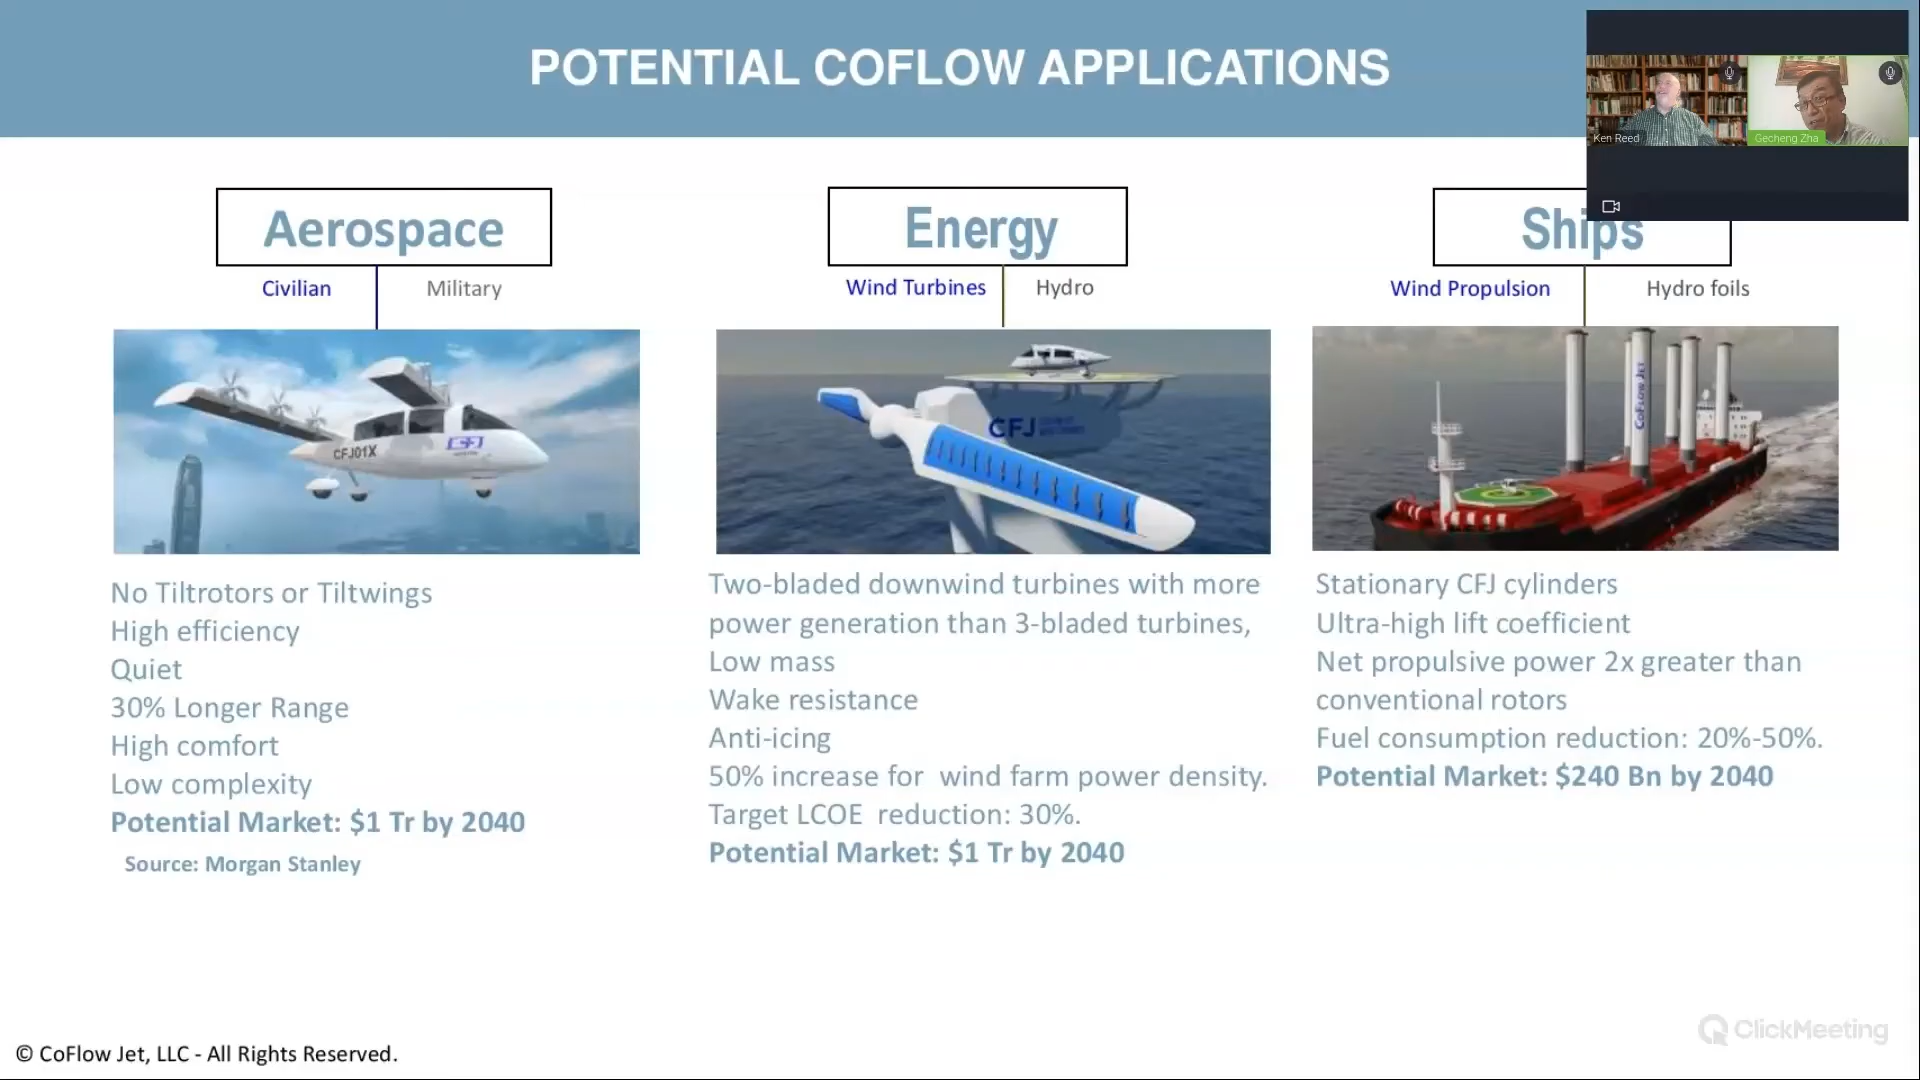 POTENTIAL COFLOW APPLICATIONS
Ken Reed
Gecheng Zha
Aerospace
Civilian
Military
CFJ01X
CFJ
No Tiltrotors or Tiltwings
High efficiency
Quiet
30% Longer Range
High comfort
Low complexity
Potential Market: $1 Tr by 2040
Source: Morgan Stanley
Energy
Wind Turbines
Hydro
CFJ
Two-bladed downwind turbines with more
power generation than 3-bladed turbines,
Low mass
Wake resistance
Anti-icing
50% increase for  wind farm power density.
Target LCOE  reduction: 30%.
Potential Market: $1 Tr by 2040
Ships
Wind Propulsion
Hydro foils
CoFlow Jet
Stationary CFJ cylinders
Ultra-high lift coefficient
Net propulsive power 2x greater than
conventional rotors
Fuel consumption reduction: 20%-50%.
Potential Market: $240 Bn by 2040
© CoFlow Jet, LLC - All Rights Reserved.
ClickMeeting